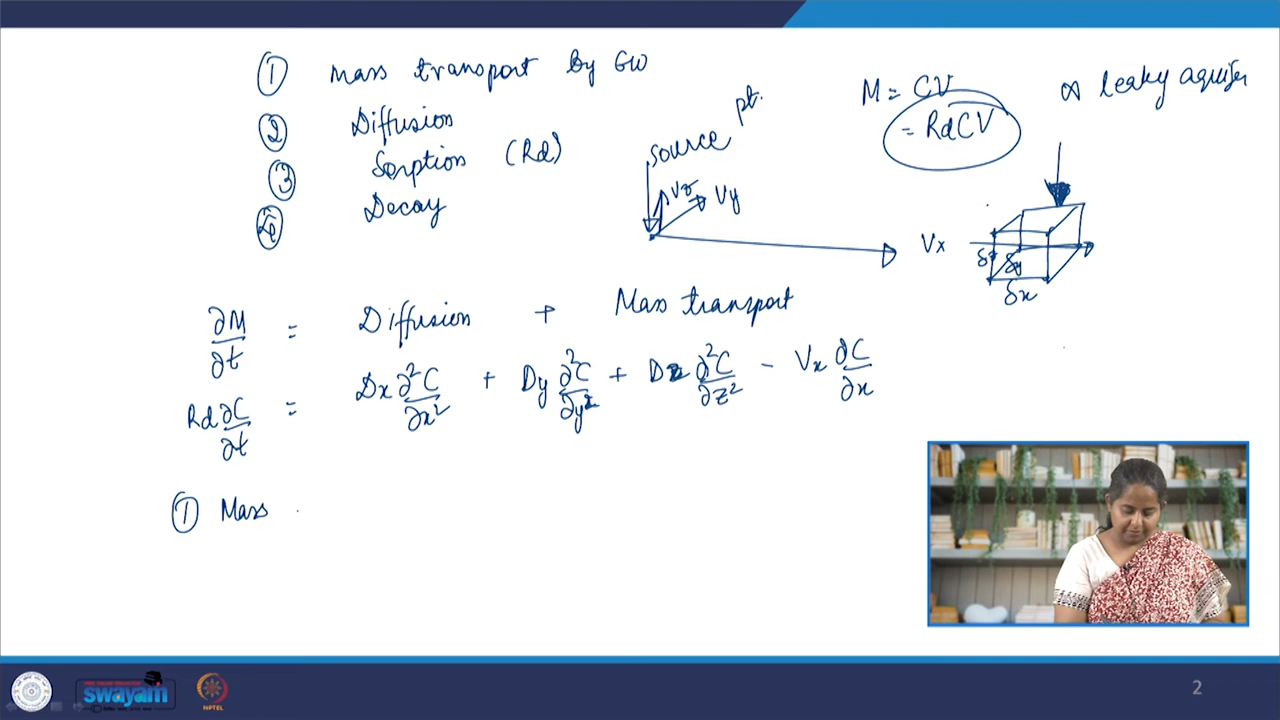 ① Mass transport by GW
② Diffusion
③ Sorption (Rd)
④ Decay
source pt.
Vz
Vy
Vx
M = CV
= RdCV
∞ leaky aquifer
δz
δy
δx
∂M/∂t = Diffusion + Mass transport
Rd ∂C/∂t = Dx ∂²C/∂x² + Dy ∂²C/∂y² + Dz ∂²C/∂z² - Vx ∂C/∂x
① Mass
swayam
NPTEL
2